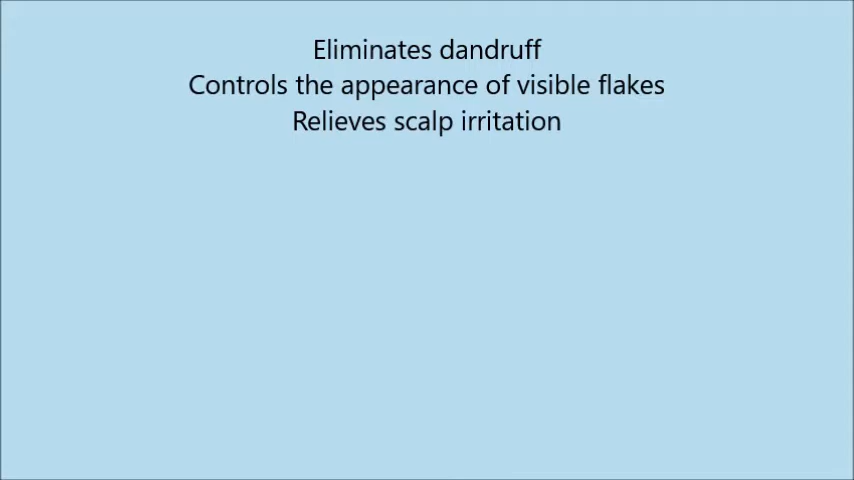 Eliminates dandruff
Controls the appearance of visible flakes
Relieves scalp irritation